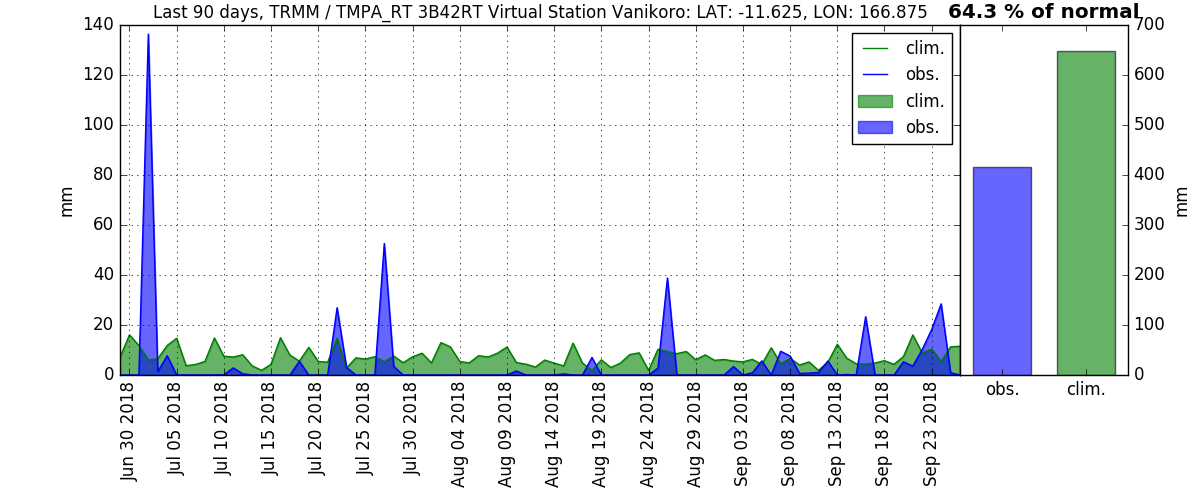 Last 90 days, TRMM / TMPA_RT 3B42RT Virtual Station Vanikoro: LAT: -11.625, LON: 166.875
64.3 % of normal
140
120
100
80
60
40
20
0
mm
clim.
obs.
clim.
obs.
700
600
500
400
300
200
100
0
mm
Jun 30 2018
Jul 05 2018
Jul 10 2018
Jul 15 2018
Jul 20 2018
Jul 25 2018
Jul 30 2018
Aug 04 2018
Aug 09 2018
Aug 14 2018
Aug 19 2018
Aug 24 2018
Aug 29 2018
Sep 03 2018
Sep 08 2018
Sep 13 2018
Sep 18 2018
Sep 23 2018
obs.
clim.